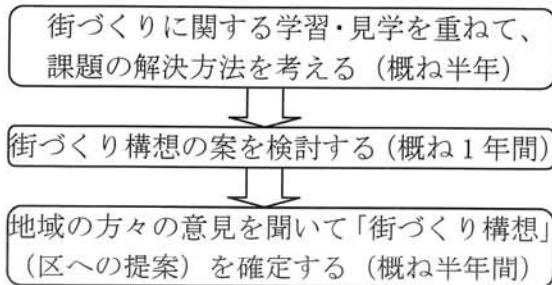 街づくりに関する学習・見学を重ねて、
課題の解決方法を考える（概ね半年）
街づくり構想の案を検討する（概ね１年間）
地域の方々の意見を聞いて「街づくり構想」
（区への提案）を確定する（概ね半年間）